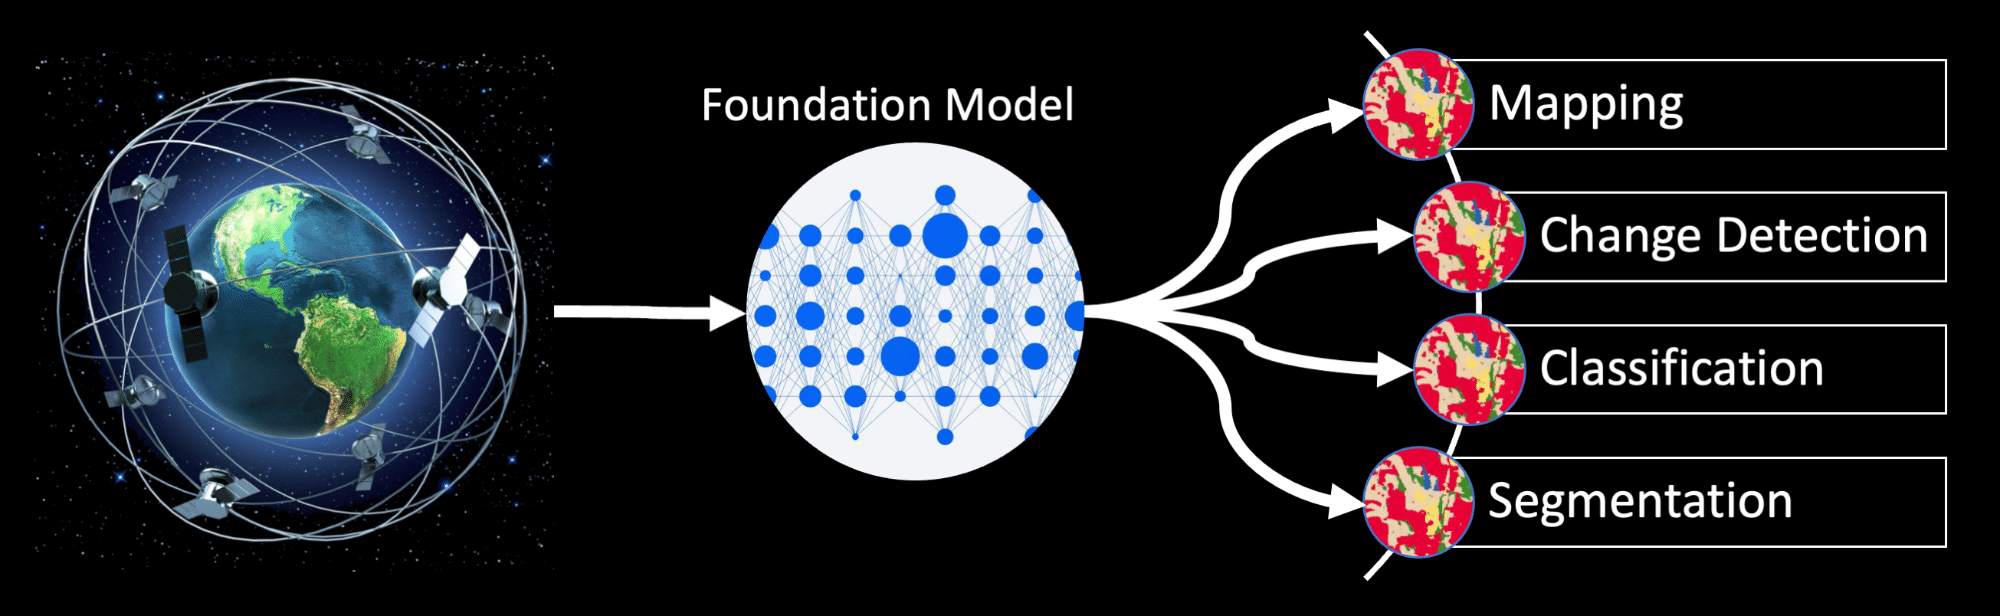 Foundation Model
Mapping
Change Detection
Classification
Segmentation